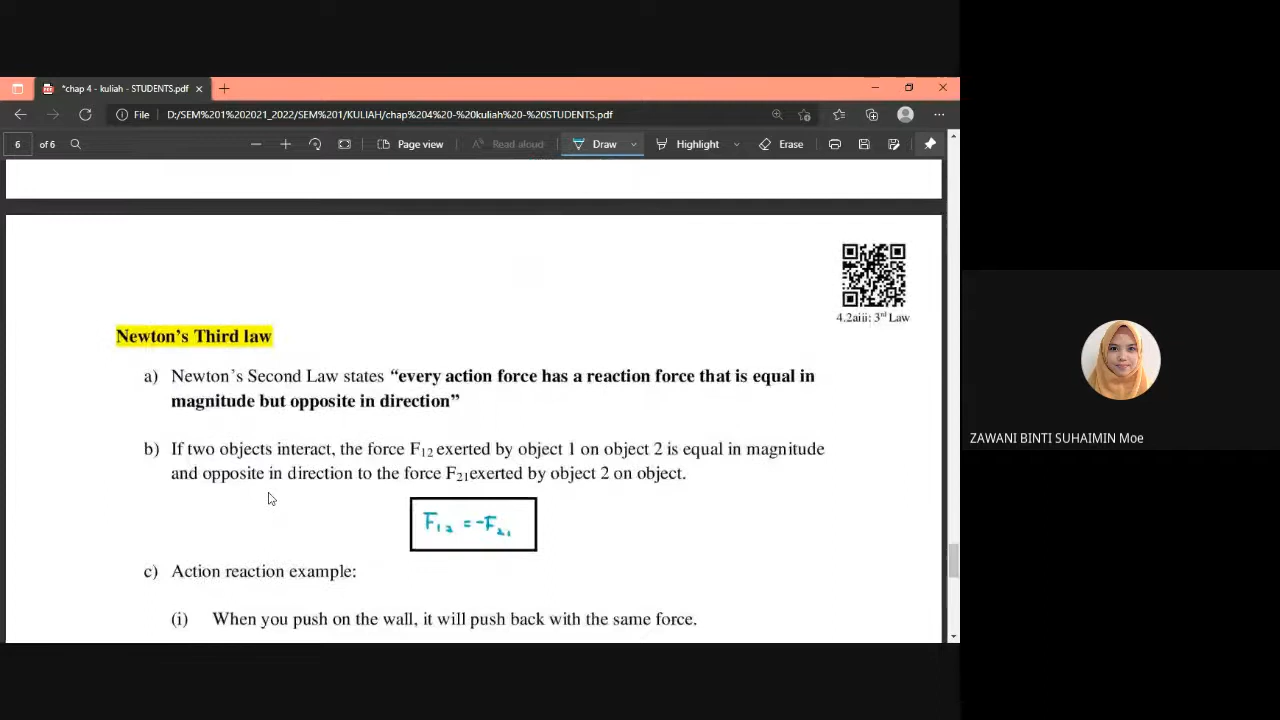 *chap 4 - kuliah - STUDENTS.pdf
File D:/SEM%201%202021_2022/SEM%201/KULIAH/chap%204%20-%20kuliah%20-%20STUDENTS.pdf
6 of 6 Page view Read aloud Draw Highlight Erase
4.2aiii: 3rd Law
Newton's Third law
a) Newton's Second Law states “every action force has a reaction force that is equal in
magnitude but opposite in direction”
b) If two objects interact, the force F12 exerted by object 1 on object 2 is equal in magnitude
and opposite in direction to the force F21exerted by object 2 on object.
F12 = -F21
c) Action reaction example:
(i) When you push on the wall, it will push back with the same force.
ZAWANI BINTI SUHAIMIN Moe